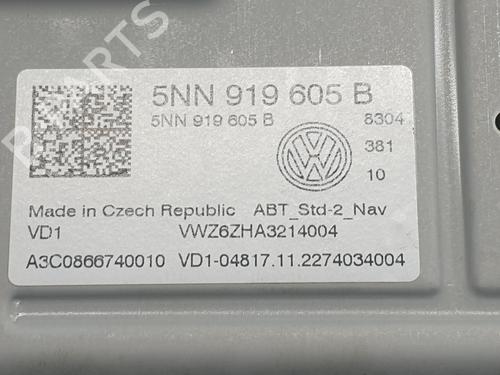 PARTS
5NN 919 605 B
5NN 919 605 B
8304
381
10
Made in Czech Republic ABT_Std-2_Nav
VD1 VWZ6ZHA3214004
A3C0866740010 VD1-04817.11.2274034004